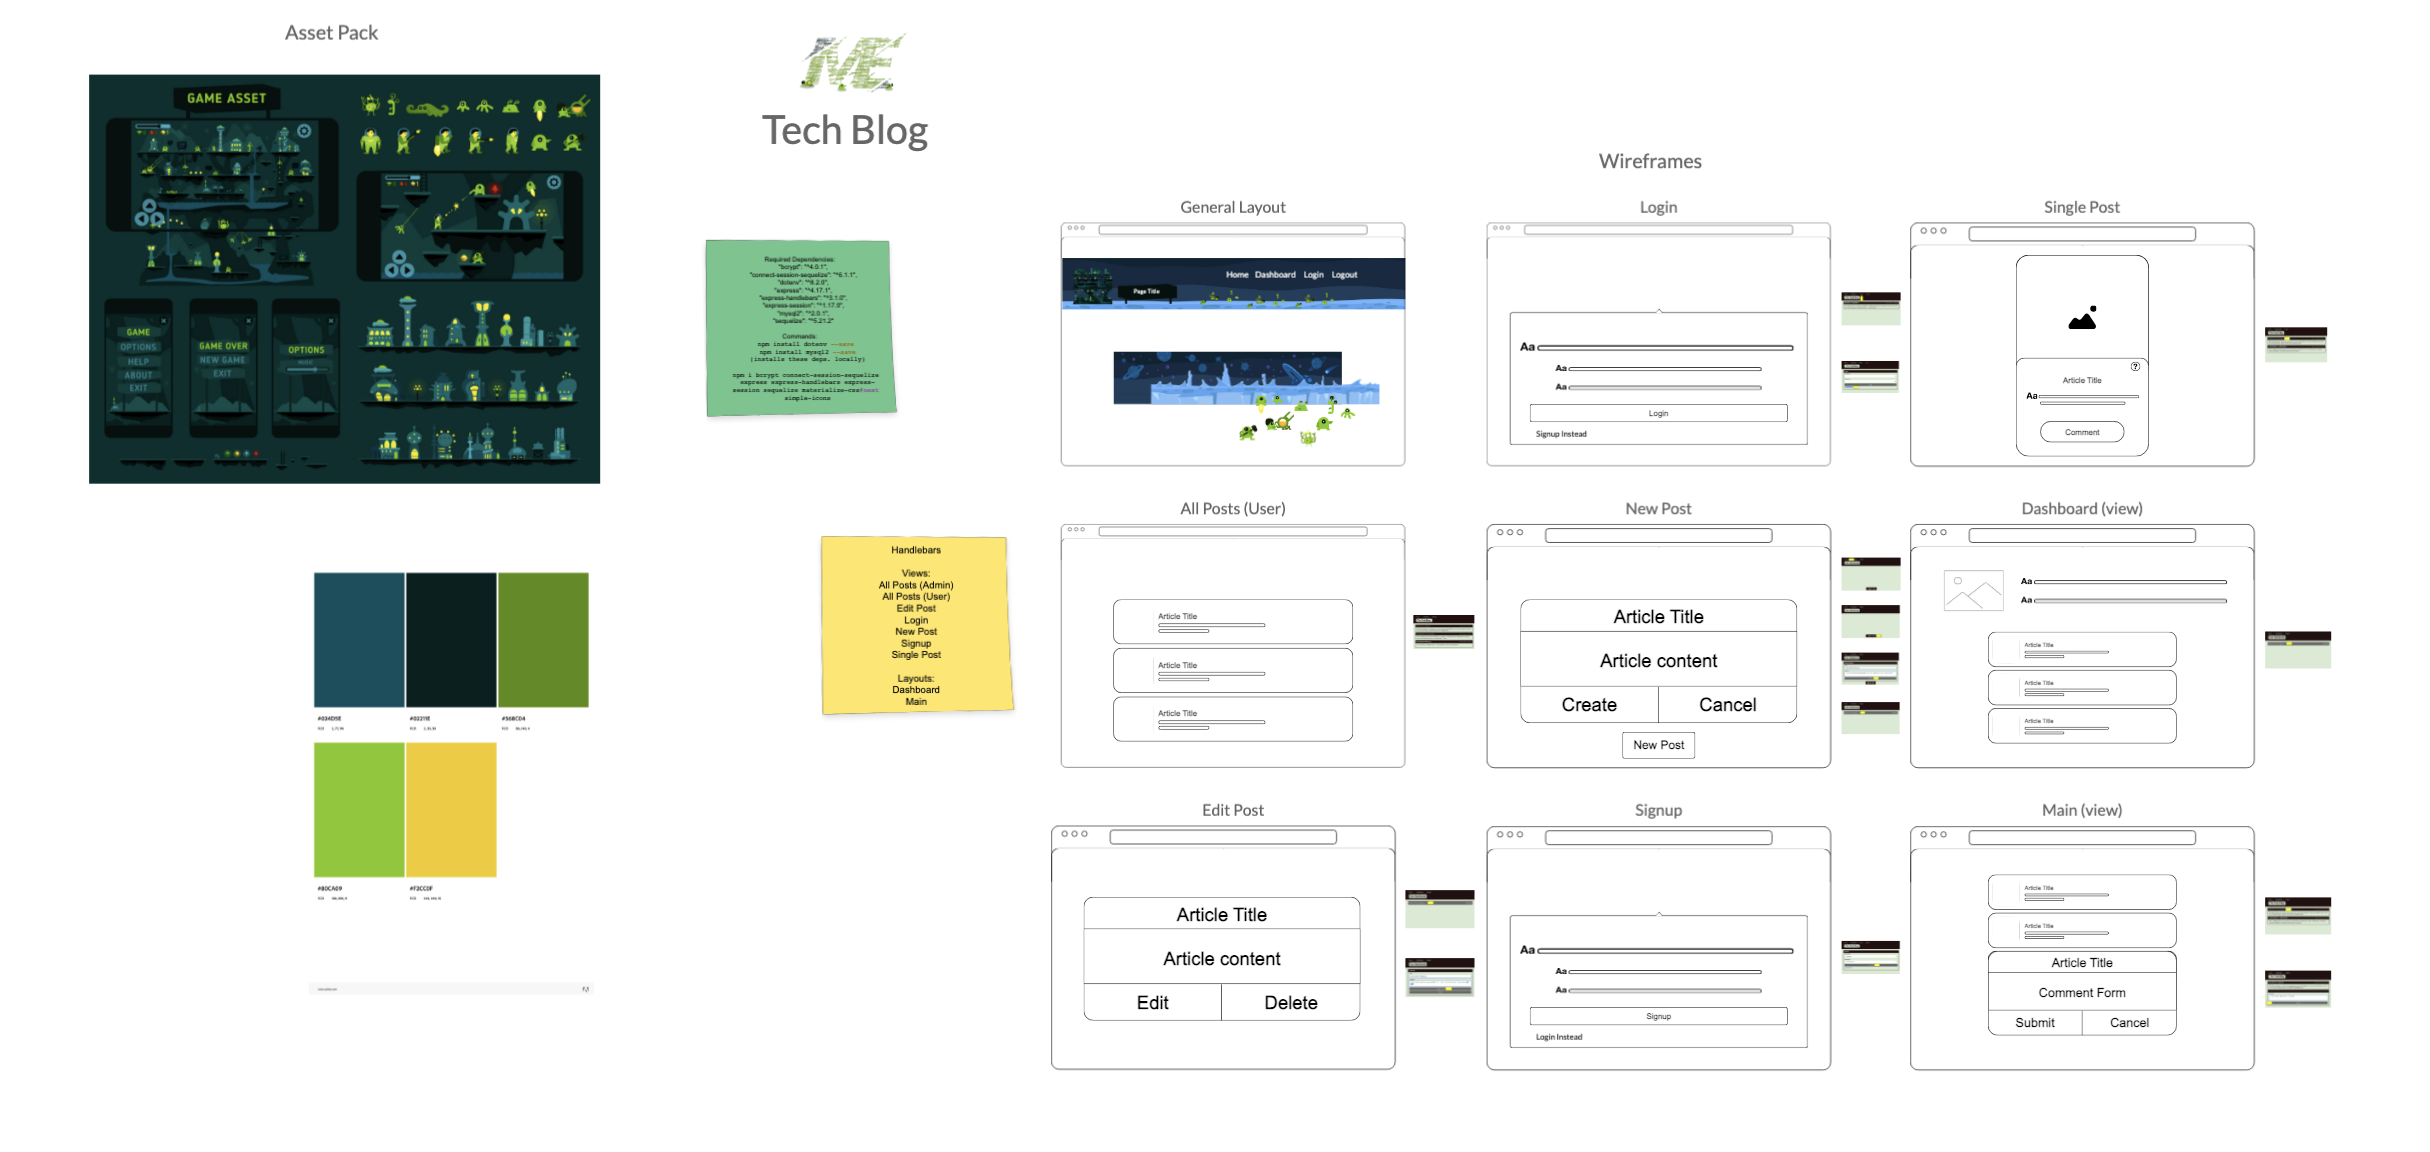 Asset Pack
GAME ASSET
GAME
OPTIONS
HELP
ABOUT
EXIT
GAME OVER
NEW GAME
EXIT
OPTIONS
MUSIC
#024D5E
#02211E
#568C04
#80CA09
#F2CC0F
ME
Tech Blog
Required Dependencies:
"bcrypt": "^4.0.1",
"connect-session-sequelize": "^6.1.1",
"dotenv": "^8.2.0",
"express": "^4.17.1",
"express-handlebars": "^3.1.0",
"express-session": "^1.17.0",
"mysql2": "^2.0.1",
"sequelize": "^5.21.2"
Commands:
npm install dotenv --save
npm install mysql2 --save
(installs these deps. locally)
npm i bcrypt connect-session-sequelize
express express-handlebars express-
session sequelize materialize-css@next
simple-icons
Handlebars
Views:
All Posts (Admin)
All Posts (User)
Edit Post
Login
New Post
Signup
Single Post
Layouts:
Dashboard
Main
Wireframes
General Layout
Home Dashboard Login Logout
Page Title
Login
Aa
Aa
Aa
Login
Signup Instead
Single Post
?
Article Title
Aa
Comment
All Posts (User)
Article Title
Article Title
Article Title
New Post
Article Title
Article content
Create Cancel
New Post
Dashboard (view)
Aa
Aa
Article Title
Article Title
Article Title
Edit Post
Article Title
Article content
Edit Delete
Signup
Aa
Aa
Aa
Signup
Login Instead
Main (view)
Article Title
Article Title
Article Title
Comment Form
Submit Cancel